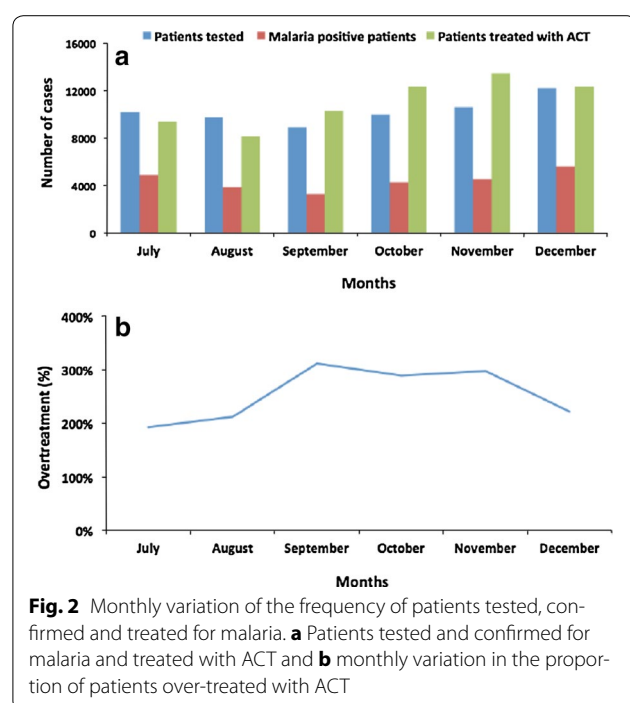 Patients tested Malaria positive patients Patients treated with ACT
a
Number of cases
16000
12000
8000
4000
0
July August September October November December
Months
b
Overtreatment (%)
400%
300%
200%
100%
0%
July August September October November December
Months
Fig. 2 Monthly variation of the frequency of patients tested, con-
firmed and treated for malaria. a Patients tested and confirmed for
malaria and treated with ACT and b monthly variation in the propor-
tion of patients over-treated with ACT